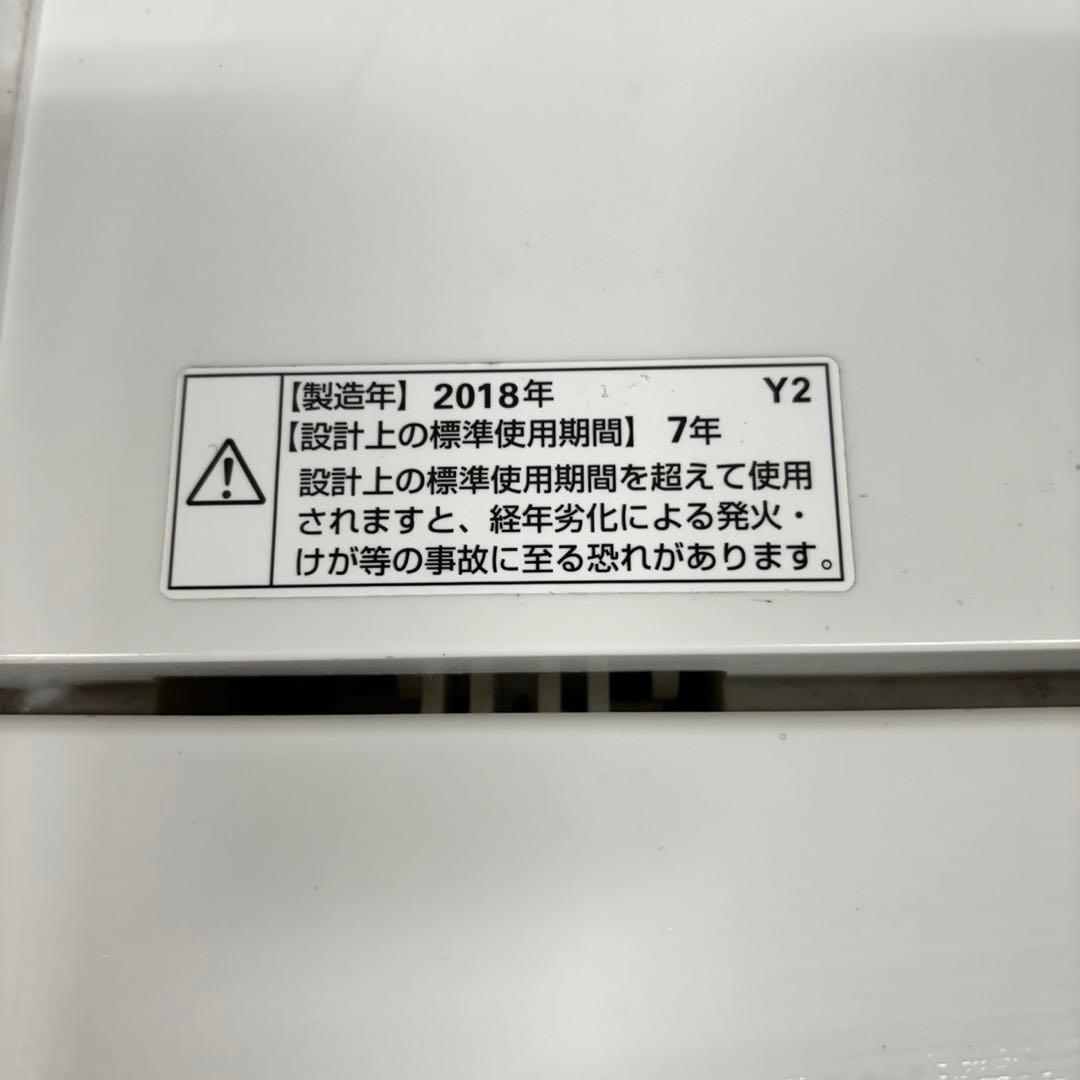 【製造年】 2018年 Y2
【設計上の標準使用期間】 7年
設計上の標準使用期間を超えて使用
されますと、経年劣化による発火・
けが等の事故に至る恐れがあります。